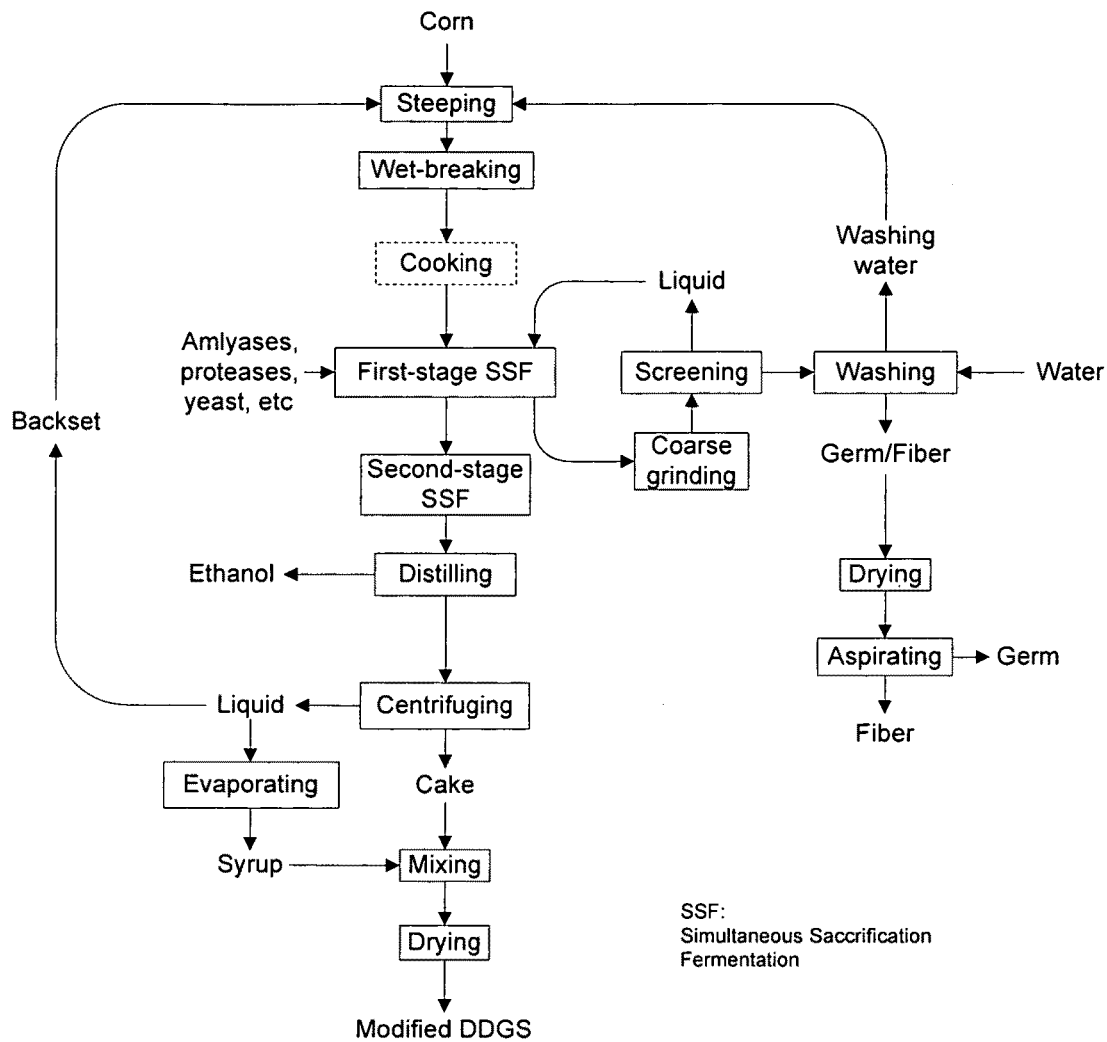 Corn
Steeping
Wet-breaking
Cooking
Washing
water
Liquid
Amlyases,
proteases,
yeast, etc
First-stage SSF
Screening
Washing
Water
Backset
Coarse
grinding
Germ/Fiber
Second-stage
SSF
Ethanol
Distilling
Drying
Aspirating
Germ
Liquid
Centrifuging
Fiber
Evaporating
Cake
Syrup
Mixing
SSF:
Simultaneous Saccrification
Fermentation
Drying
Modified DDGS